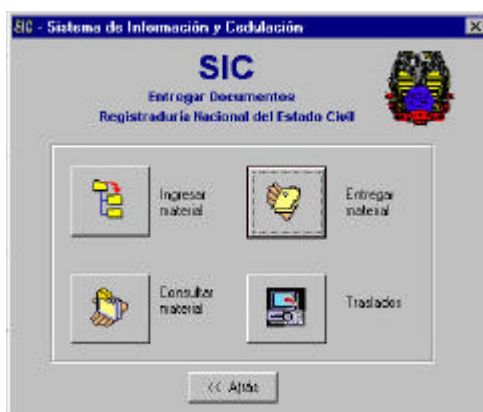 SIC - Sistema de Información y Cedulación
SIC
Entregar Documentos
Registraduría Nacional del Estado Civil
Ingresar
material
Entregar
material
Consultar
material
Traslados
<< Atrás